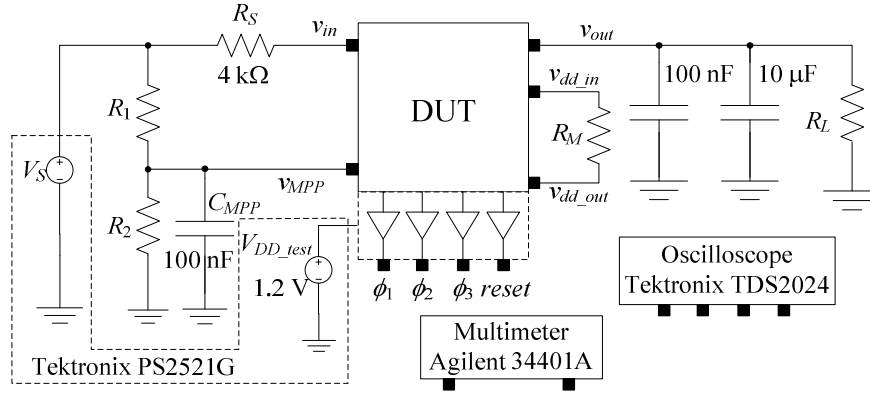 R_S
v_in
4 kΩ
v_out
v_dd_in
100 nF
10 μF
R_1
DUT
R_M
R_L
V_S
v_MPP
v_dd_out
C_MPP
R_2
100 nF
V_DD_test
1.2 V
ϕ_1 ϕ_2 ϕ_3 reset
Oscilloscope
Tektronix TDS2024
Multimeter
Agilent 34401A
Tektronix PS2521G